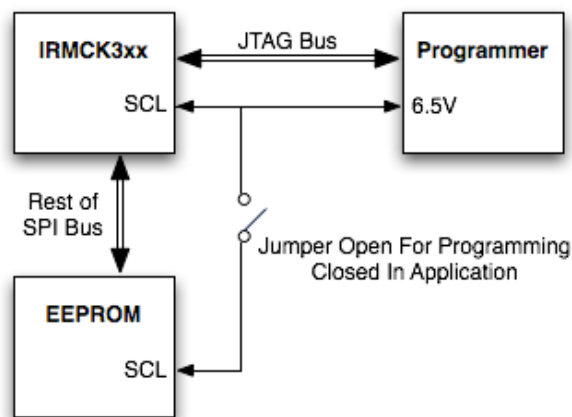 IRMCK3xx
JTAG Bus
Programmer
SCL
6.5V
Rest of
SPI Bus
Jumper Open For Programming
Closed In Application
EEPROM
SCL